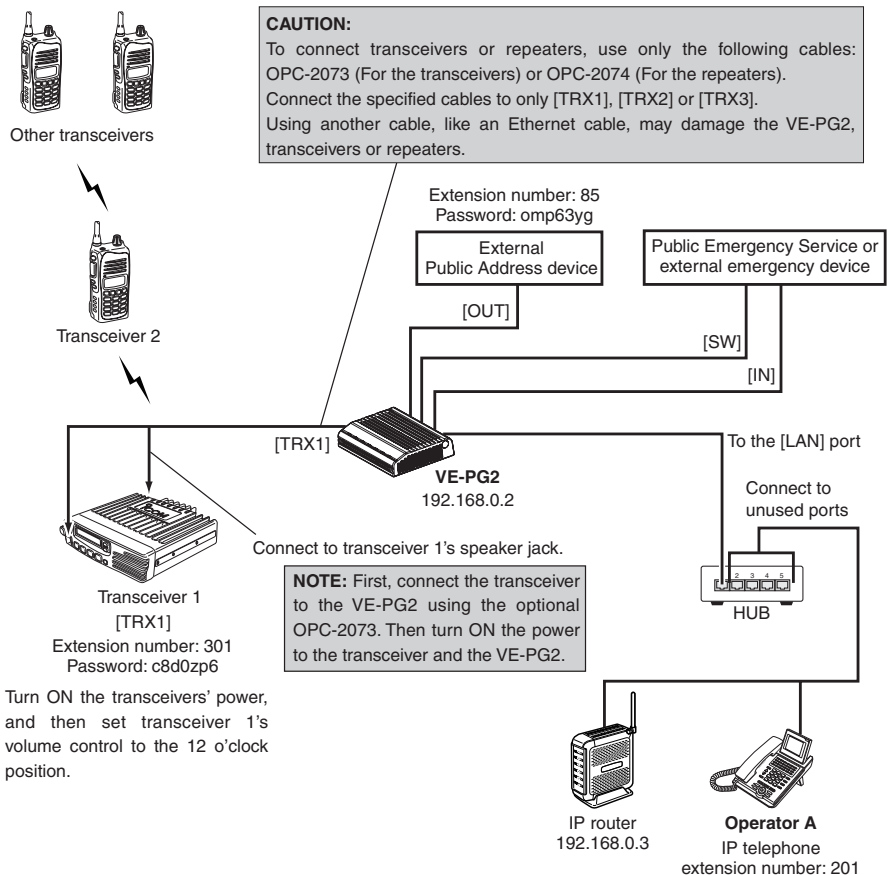 CAUTION:
To connect transceivers or repeaters, use only the following cables:
OPC-2073 (For the transceivers) or OPC-2074 (For the repeaters).
Connect the specified cables to only [TRX1], [TRX2] or [TRX3].
Using another cable, like an Ethernet cable, may damage the VE-PG2,
transceivers or repeaters.
Other transceivers
Extension number: 85
Password: omp63yg
External
Public Address device
Public Emergency Service or
external emergency device
[OUT]
[SW]
[IN]
Transceiver 2
[TRX1]
VE-PG2
192.168.0.2
To the [LAN] port
Connect to
unused ports
ICOM
Connect to transceiver 1's speaker jack.
NOTE: First, connect the transceiver
to the VE-PG2 using the optional
OPC-2073. Then turn ON the power
to the transceiver and the VE-PG2.
2 3 4 5
HUB
Transceiver 1
[TRX1]
Extension number: 301
Password: c8d0zp6
Turn ON the transceivers' power,
and then set transceiver 1's
volume control to the 12 o'clock
position.
IP router
192.168.0.3
Operator A
IP telephone
extension number: 201